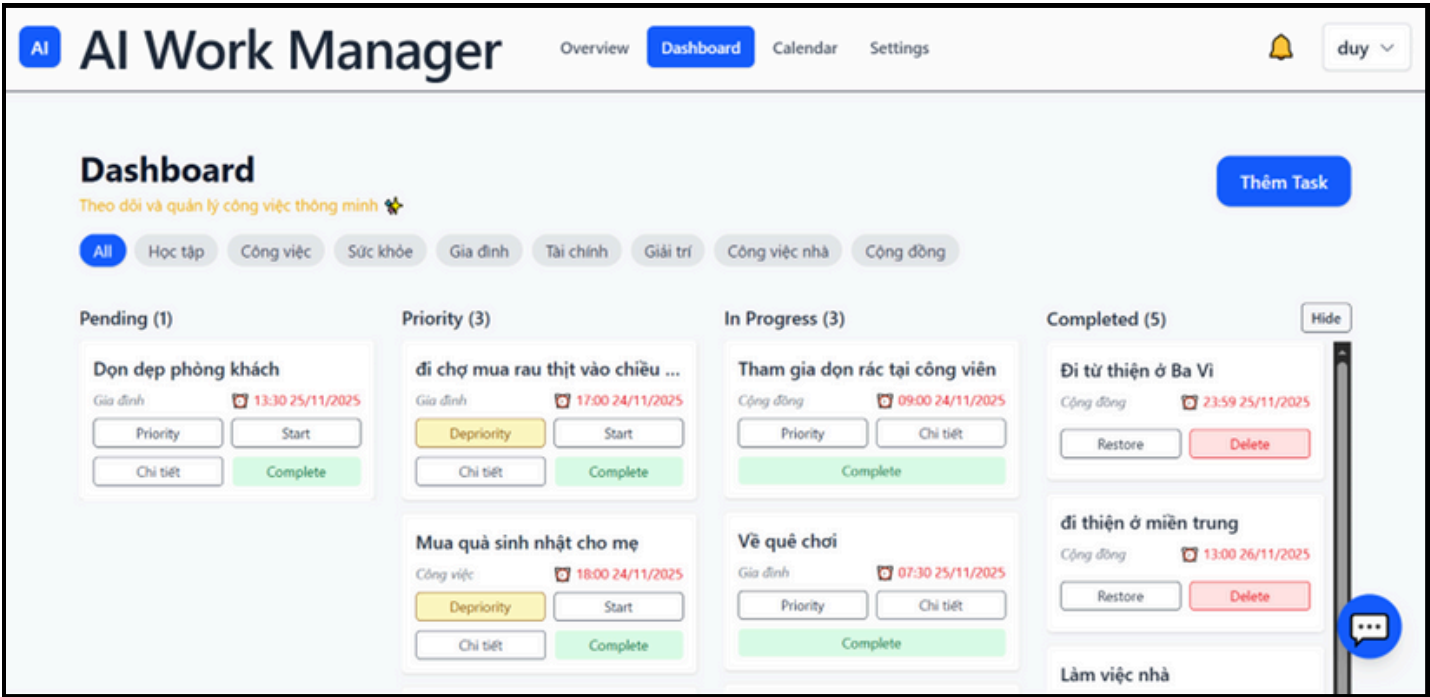 AI AI Work Manager Overview Dashboard Calendar Settings duy
Dashboard
Thêm Task
Theo dõi và quản lý công việc thông minh
All Học tập Công việc Sức khỏe Gia đình Tài chính Giải trí Công việc nhà Cộng đồng
Pending (1)
Dọn dẹp phòng khách
Gia đình 13:30 25/11/2025
Priority Start
Chi tiết Complete
Priority (3)
đi chợ mua rau thịt vào chiều ...
Gia đình 17:00 24/11/2025
Depriority Start
Chi tiết Complete
Mua quà sinh nhật cho mẹ
Công việc 18:00 24/11/2025
Depriority Start
Chi tiết Complete
In Progress (3)
Tham gia dọn rác tại công viên
Cộng đồng 09:00 24/11/2025
Priority Chi tiết
Complete
Về quê chơi
Gia đình 07:30 25/11/2025
Priority Chi tiết
Complete
Completed (5) Hide
Đi từ thiện ở Ba Vì
Cộng đồng 23:59 25/11/2025
Restore Delete
đi thiện ở miền trung
Cộng đồng 13:00 26/11/2025
Restore Delete
Làm việc nhà